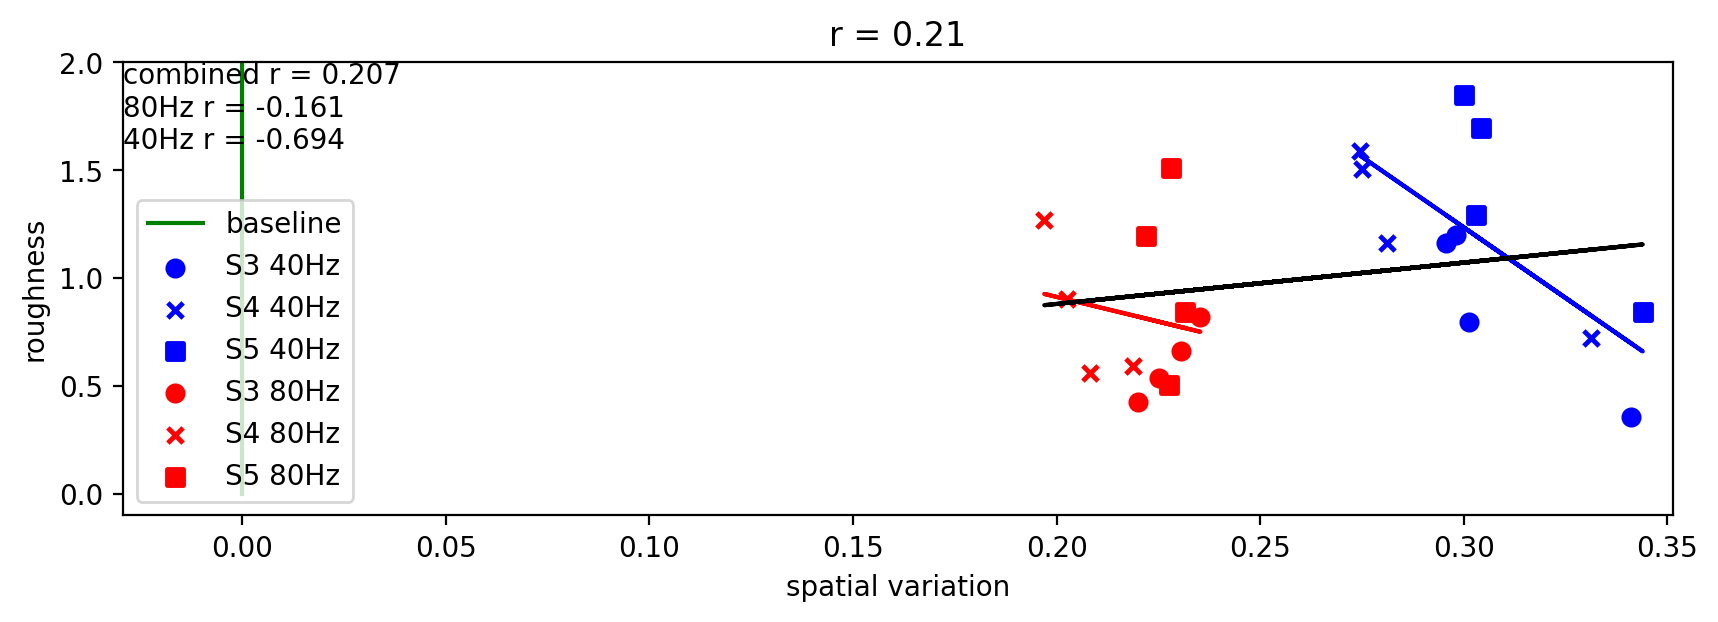 r = 0.21
combined r = 0.207
80Hz r = -0.161
40Hz r = -0.694
baseline
S3 40Hz
S4 40Hz
S5 40Hz
S3 80Hz
S4 80Hz
S5 80Hz
roughness
2.0
1.5
1.0
0.5
0.0
0.00 0.05 0.10 0.15 0.20 0.25 0.30 0.35
spatial variation